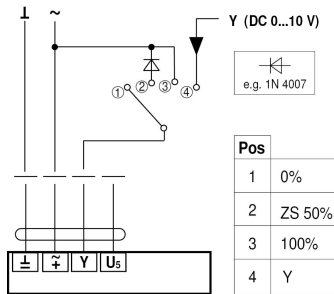 ⊥ ~
Y (DC 0...10 V)
① ② ③ ④
e.g. 1N 4007
Pos
1 0%
2 ZS 50%
3 100%
4 Y
⊥ ~ Y U5
= +